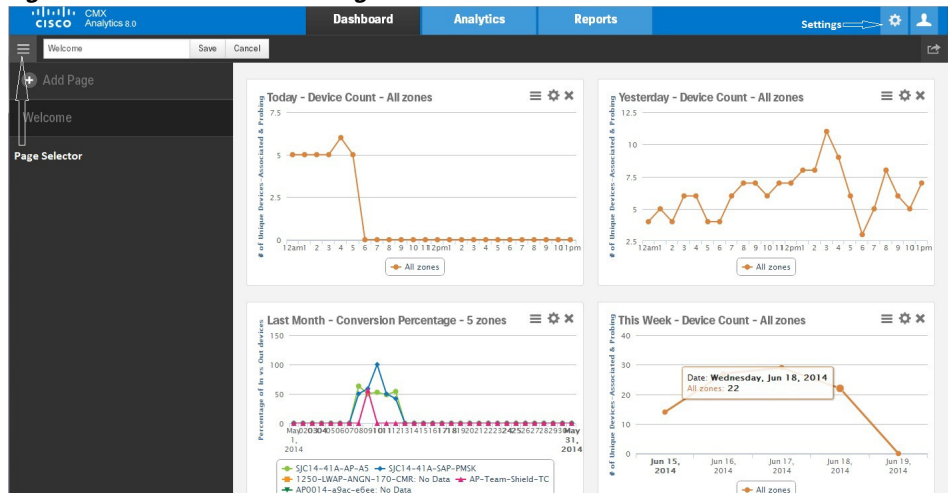 CISCO CMX Analytics 8.0
Dashboard
Analytics
Reports
Settings
Welcome
Save
Cancel
Add Page
Welcome
Page Selector
Today - Device Count - All zones
# of Unique Devices-Associated & Probing
7.5
5
2.5
0
12am1 2 3 4 5 6 7 8 9 10 1112pm1 2 3 4 5 6 7 8 9 101pm
All zones
Yesterday - Device Count - All zones
# of Unique Devices-Associated & Probing
12.5
10
7.5
5
2.5
12am1 2 3 4 5 6 7 8 9 10 1112pm1 2 3 4 5 6 7 8 9 101pm
All zones
Last Month - Conversion Percentage - 5 zones
Percentage of In vs Out devices
150
100
50
0
May 1, 2014
May 31, 2014
SJC14-41A-AP-A5
SJC14-41A-SAP-PMSK
1250-LWAP-ANGN-170-CMR: No Data
AP-Team-Shield-TC
AP0014-a9ac-e6ee: No Data
This Week - Device Count - All zones
# of Unique Devices-Associated & Probing
40
30
20
10
0
Date: Wednesday, Jun 18, 2014
All zones: 22
Jun 15, 2014
Jun 16, 2014
Jun 17, 2014
Jun 18, 2014
Jun 19, 2014
All zones